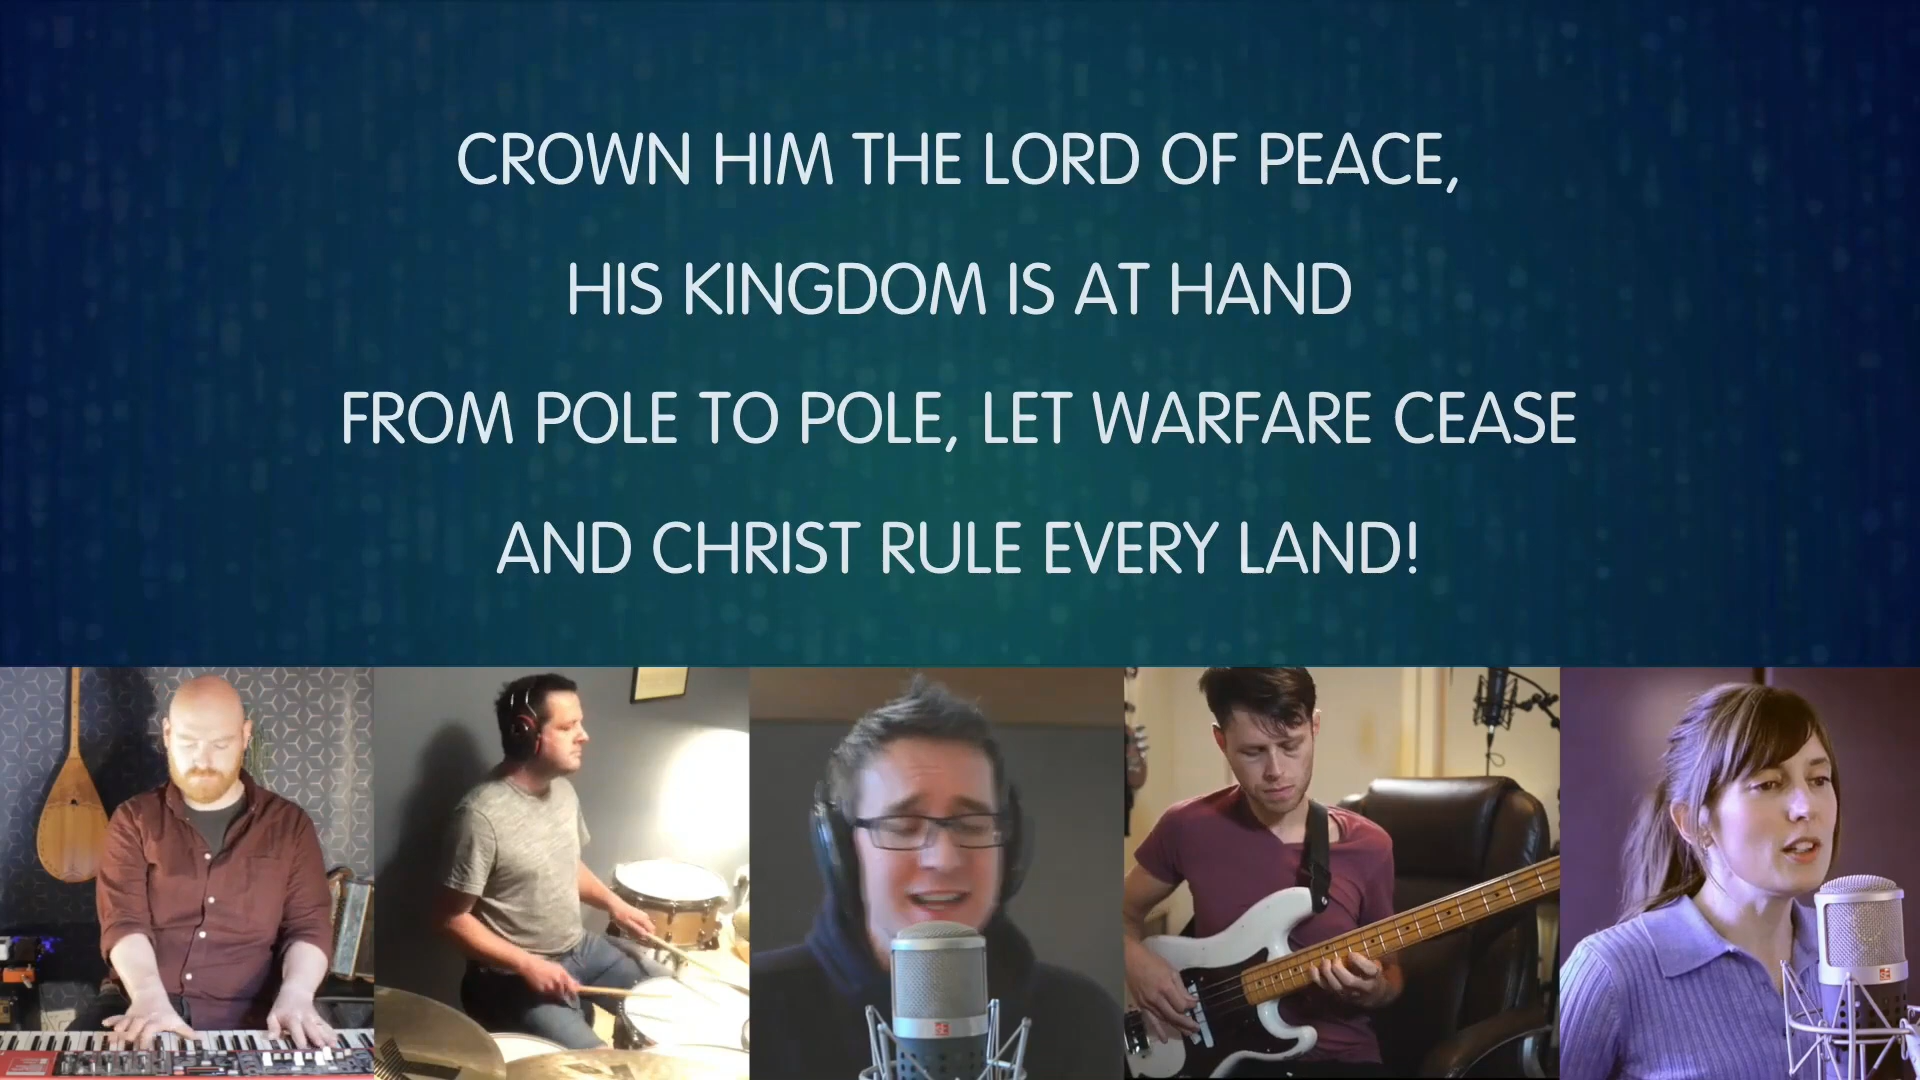 CROWN HIM THE LORD OF PEACE,
HIS KINGDOM IS AT HAND
FROM POLE TO POLE, LET WARFARE CEASE
AND CHRIST RULE EVERY LAND!